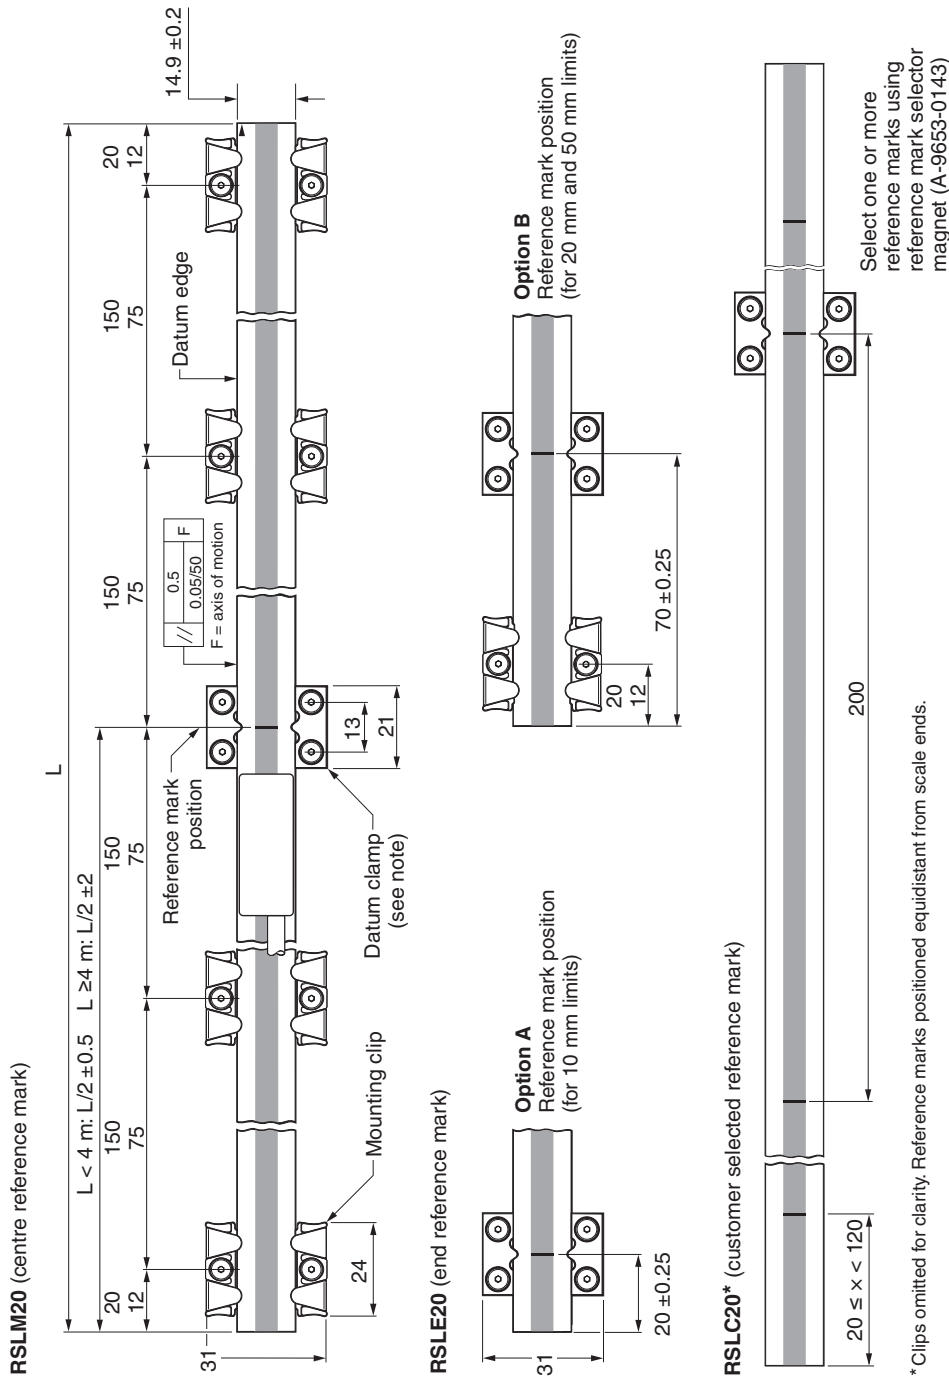 RSLM20 (centre reference mark)
L
L < 4 m: L/2 ±0.5 L ≥4 m: L/2 ±2
20
12
150
75
150
75
150
75
150
75
20
12
14.9 ±0.2
Reference mark
position
// 0.5 F
0.05/50
F = axis of motion
Datum edge
31
24
Mounting clip
Datum clamp
(see note)
13
21
RSLE20 (end reference mark)
31
20 ±0.25
Option A
Reference mark position
(for 10 mm limits)
20
12
70 ±0.25
Option B
Reference mark position
(for 20 mm and 50 mm limits)
RSLC20* (customer selected reference mark)
20 ≤ × < 120
200
Select one or more
reference marks using
reference mark selector
magnet (A-9653-0143)
* Clips omitted for clarity. Reference marks positioned equidistant from scale ends.